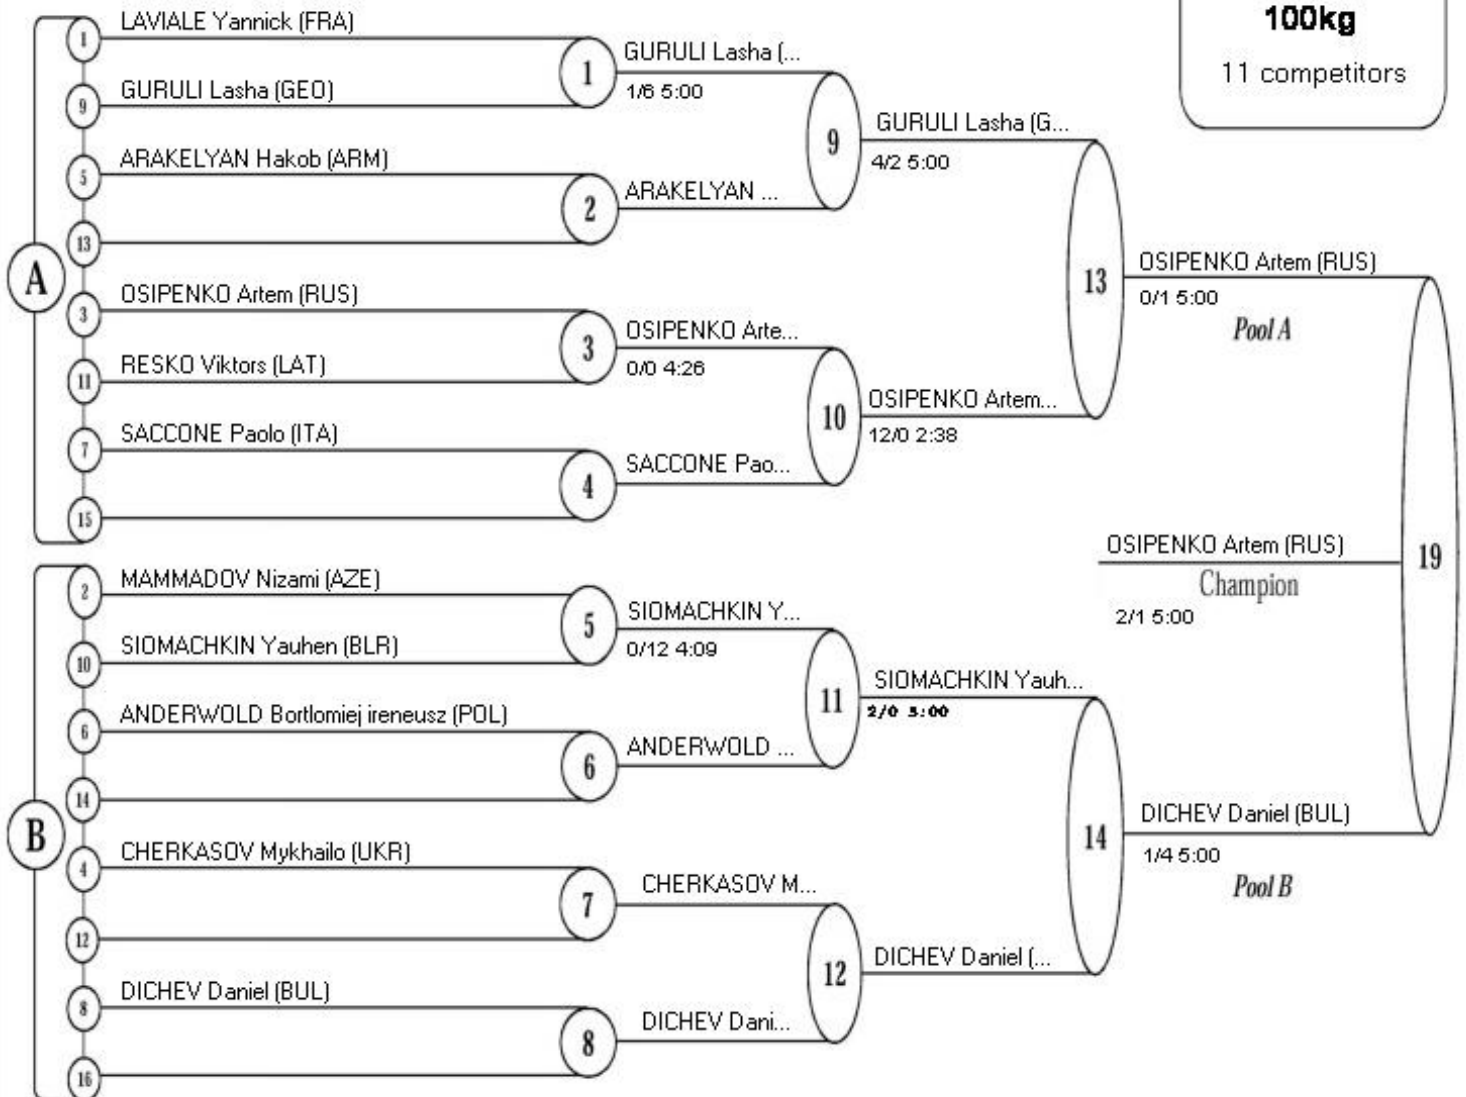 100kg
11 competitors
A
1
LAVIALE Yannick (FRA)
9
GURULI Lasha (GEO)
5
ARAKELYAN Hakob (ARM)
13
3
OSIPENKO Artem (RUS)
11
RESKO Viktors (LAT)
7
SACCONE Paolo (ITA)
15
1
GURULI Lasha (...
1/6 5:00
2
ARAKELYAN ...
3
OSIPENKO Arte...
0/0 4:26
4
SACCONE Pao...
9
GURULI Lasha (G...
4/2 5:00
10
OSIPENKO Artem...
12/0 2:38
13
OSIPENKO Artem (RUS)
0/1 5:00
Pool A
B
2
MAMMADOV Nizami (AZE)
10
SIOMACHKIN Yauhen (BLR)
6
ANDERWOLD Bortlomiej ireneusz (POL)
14
4
CHERKASOV Mykhailo (UKR)
12
8
DICHEV Daniel (BUL)
16
5
SIOMACHKIN Y...
0/12 4:09
6
ANDERWOLD ...
7
CHERKASOV M...
8
DICHEV Dani...
11
SIOMACHKIN Yauh...
2/0 5:00
12
DICHEV Daniel (...
14
DICHEV Daniel (BUL)
1/4 5:00
Pool B
19
OSIPENKO Artem (RUS)
Champion
2/1 5:00